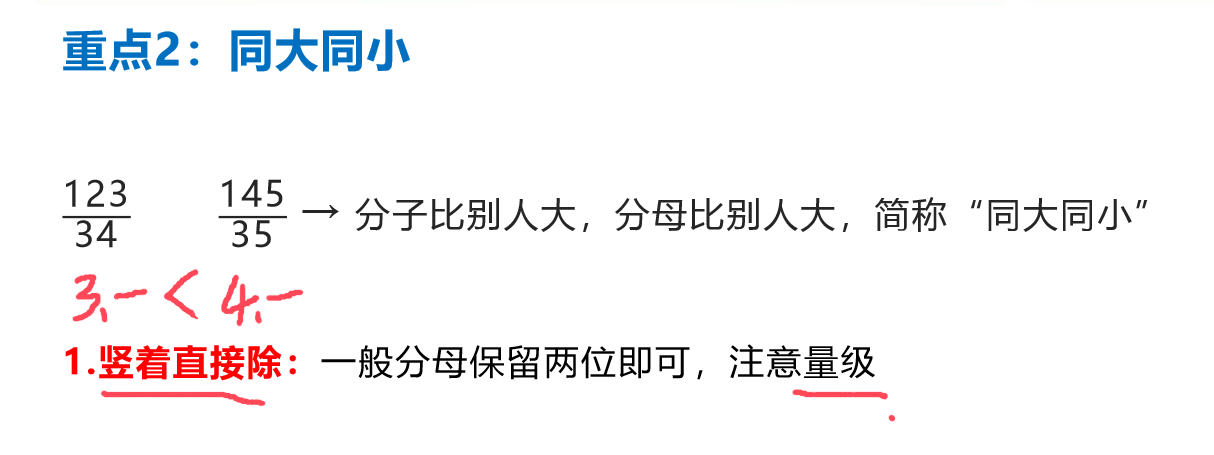 重点2：同大同小
123/34 145/35 → 分子比别人大，分母比别人大，简称“同大同小”
3.— < 4.—
1.竖着直接除：一般分母保留两位即可，注意量级